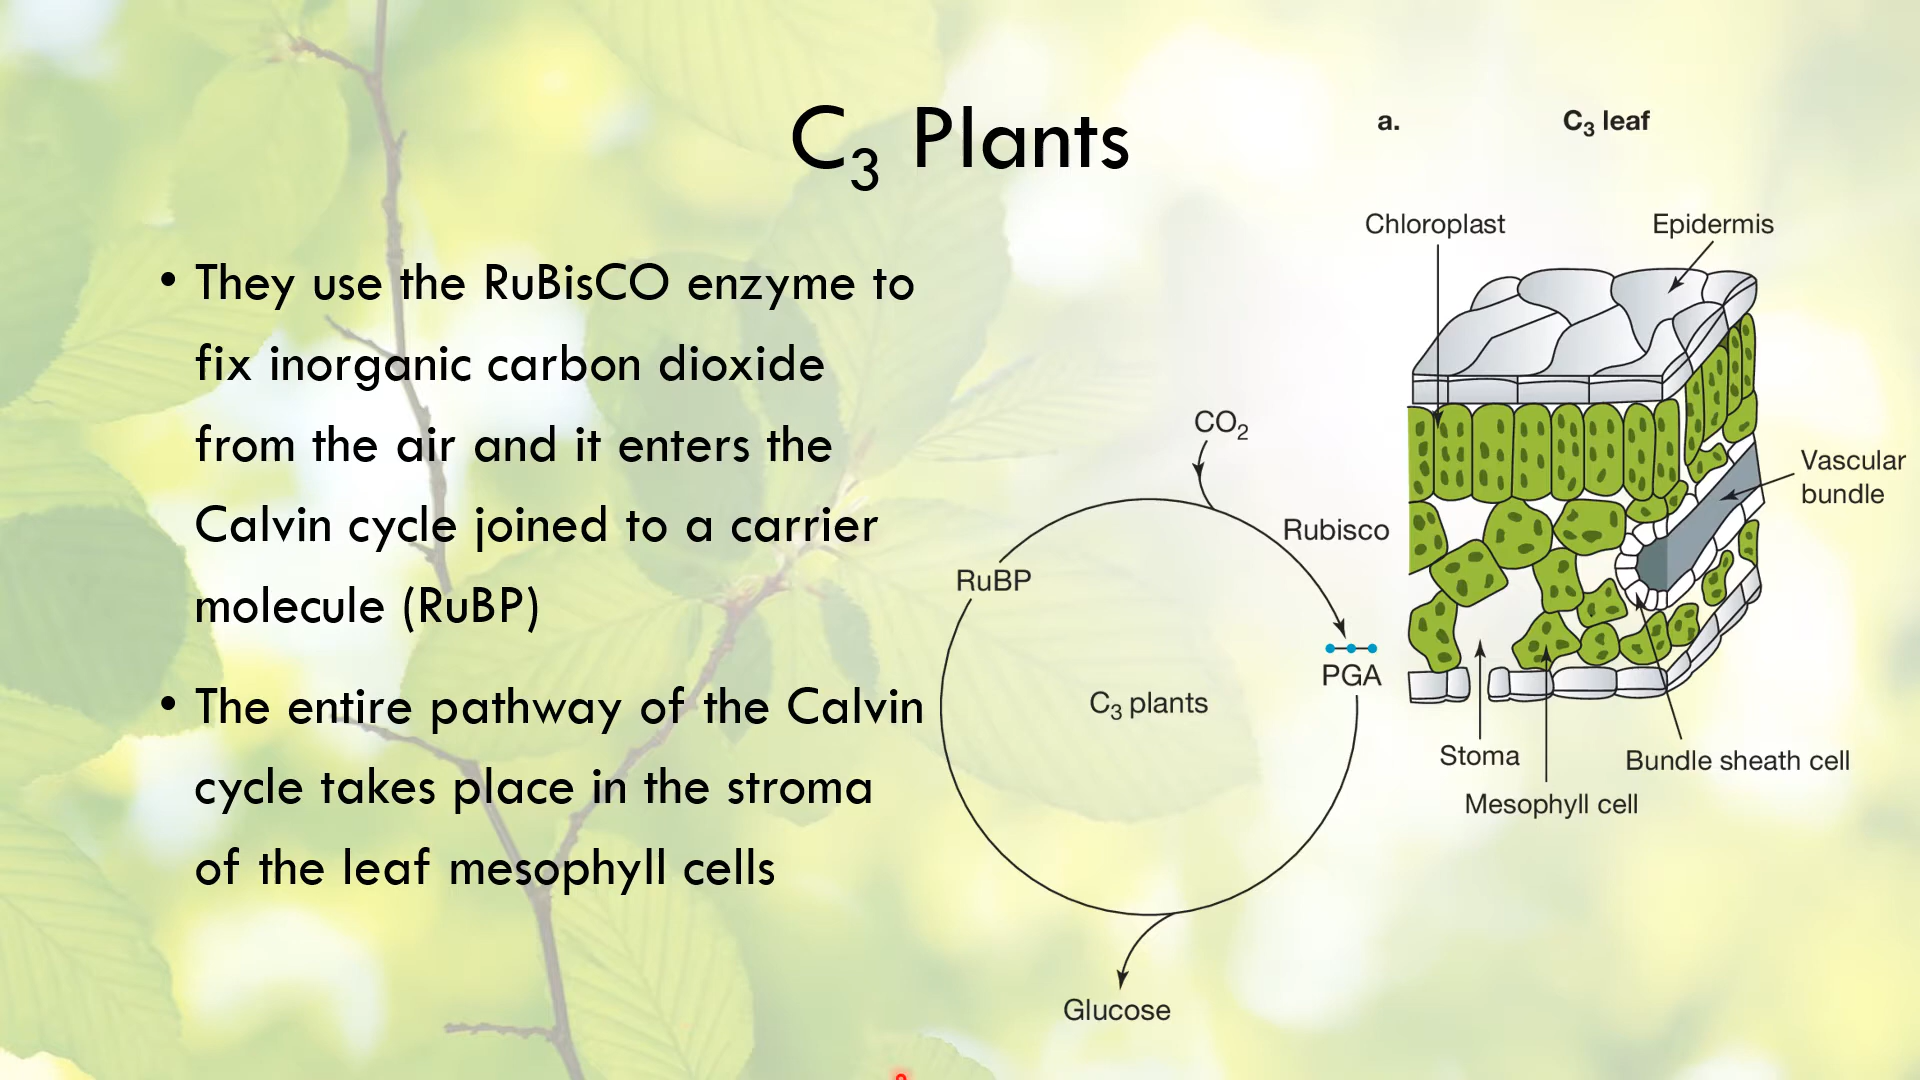 C₃ Plants
• They use the RuBisCO enzyme to
fix inorganic carbon dioxide
from the air and it enters the
Calvin cycle joined to a carrier
molecule (RuBP)
• The entire pathway of the Calvin
cycle takes place in the stroma
of the leaf mesophyll cells
CO₂
Rubisco
RuBP
PGA
C₃ plants
Glucose
a.
C₃ leaf
Chloroplast
Epidermis
Vascular
bundle
Stoma
Bundle sheath cell
Mesophyll cell